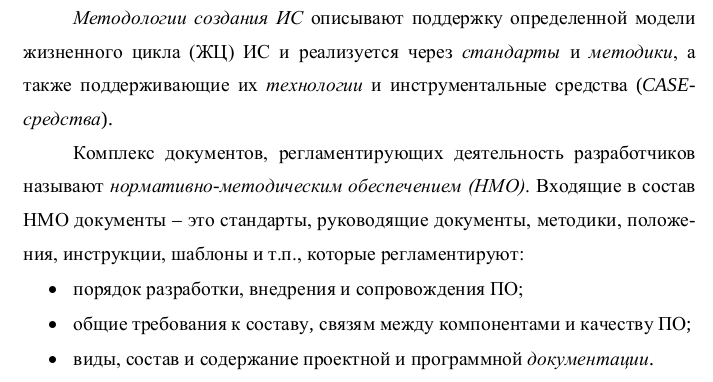 Методологии создания ИС описывают поддержку определенной модели
жизненного цикла (ЖЦ) ИС и реализуется через стандарты и методики, а
также поддерживающие их технологии и инструментальные средства (CASE-
средства).
Комплекс документов, регламентирующих деятельность разработчиков
называют нормативно-методическим обеспечением (НМО). Входящие в состав
НМО документы – это стандарты, руководящие документы, методики, положе-
ния, инструкции, шаблоны и т.п., которые регламентируют:
• порядок разработки, внедрения и сопровождения ПО;
• общие требования к составу, связям между компонентами и качеству ПО;
• виды, состав и содержание проектной и программной документации.